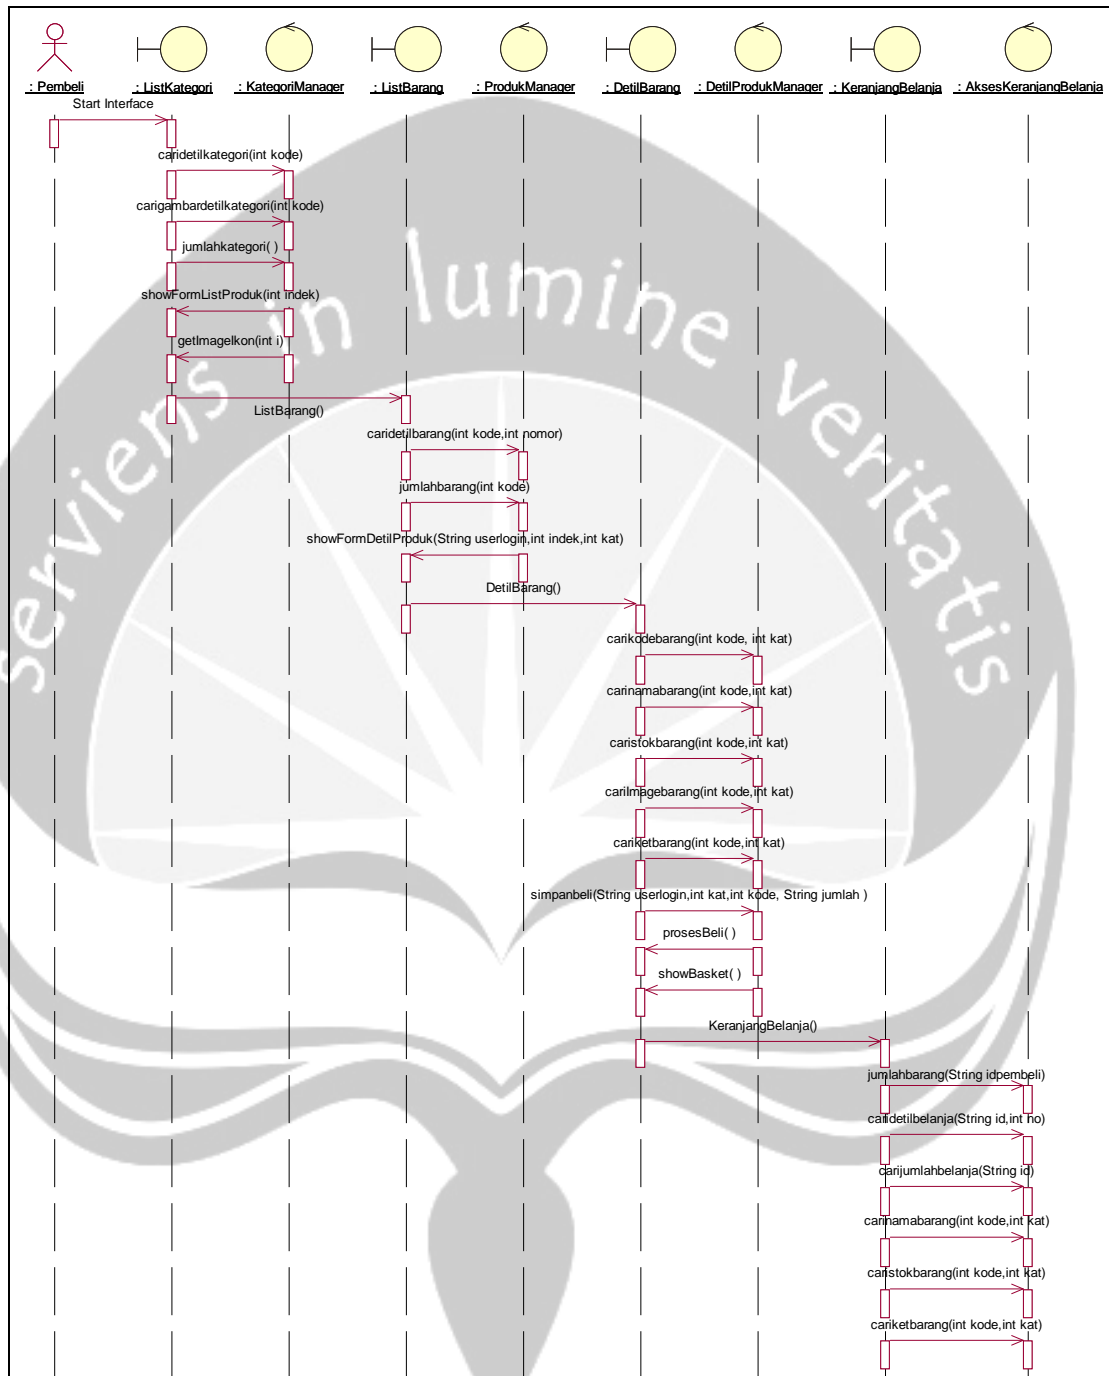 : Pembeli
: ListKategori
: KategoriManager
: ListBarang
: ProdukManager
: DetilBarang
: DetilProdukManager
: KeranjangBelanja
: AksesKeranjangBelanja
Start Interface
caridetilkategori(int kode)
carigambardetilkategori(int kode)
jumlahkategori( )
showFormListProduk(int indek)
getImageIkon(int i)
ListBarang()
caridetilbarang(int kode,int nomor)
jumlahbarang(int kode)
showFormDetilProduk(String userlogin,int indek,int kat)
DetilBarang()
carikodebarang(int kode, int kat)
carinamabarang(int kode,int kat)
caristokbarang(int kode,int kat)
cariImagebarang(int kode,int kat)
cariketbarang(int kode,int kat)
simpanbeli(String userlogin,int kat,int kode, String jumlah )
prosesBeli( )
showBasket( )
KeranjangBelanja()
jumlahbarang(String idpembeli)
caridetilbelanja(String id,int no)
carijumlahbelanja(String id)
carinamabarang(int kode,int kat)
caristokbarang(int kode,int kat)
cariketbarang(int kode,int kat)
serviens in lumine veritatis